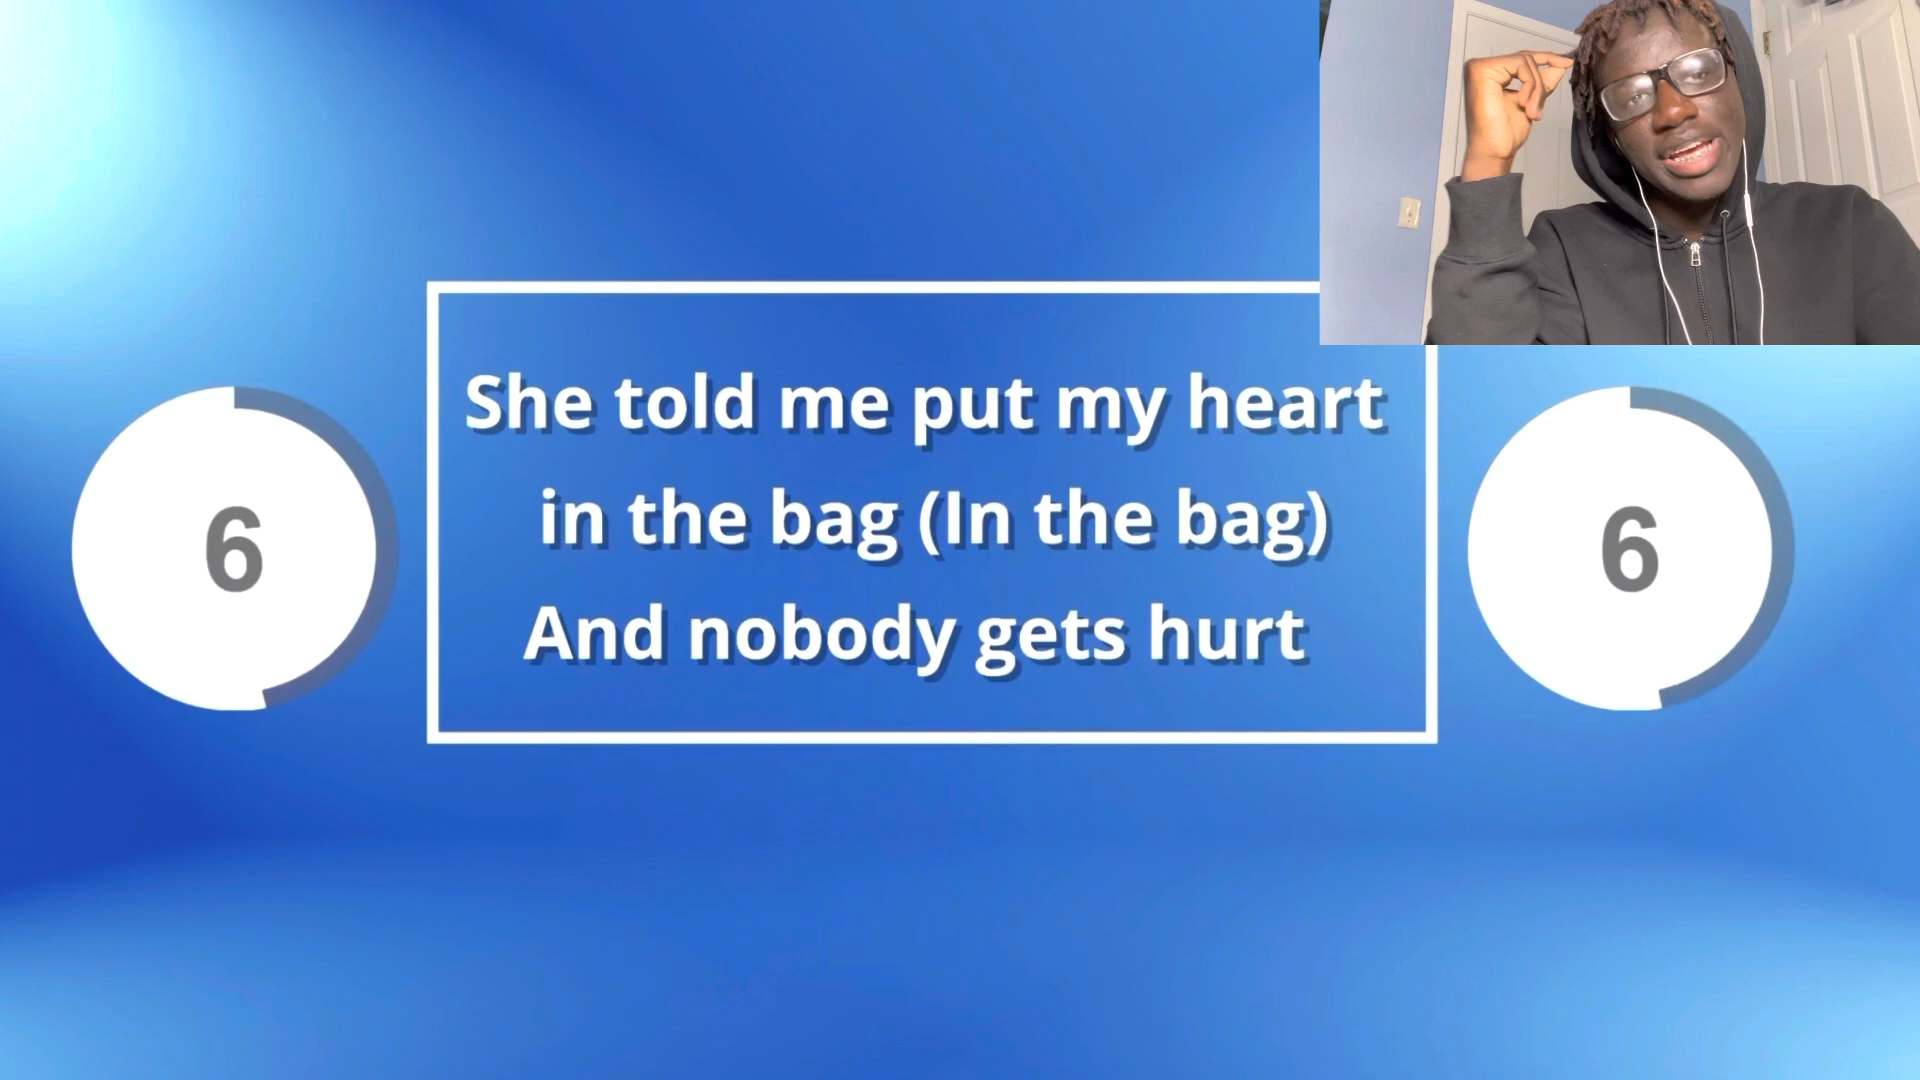 She told me put my heart
in the bag (In the bag)
And nobody gets hurt
6
6